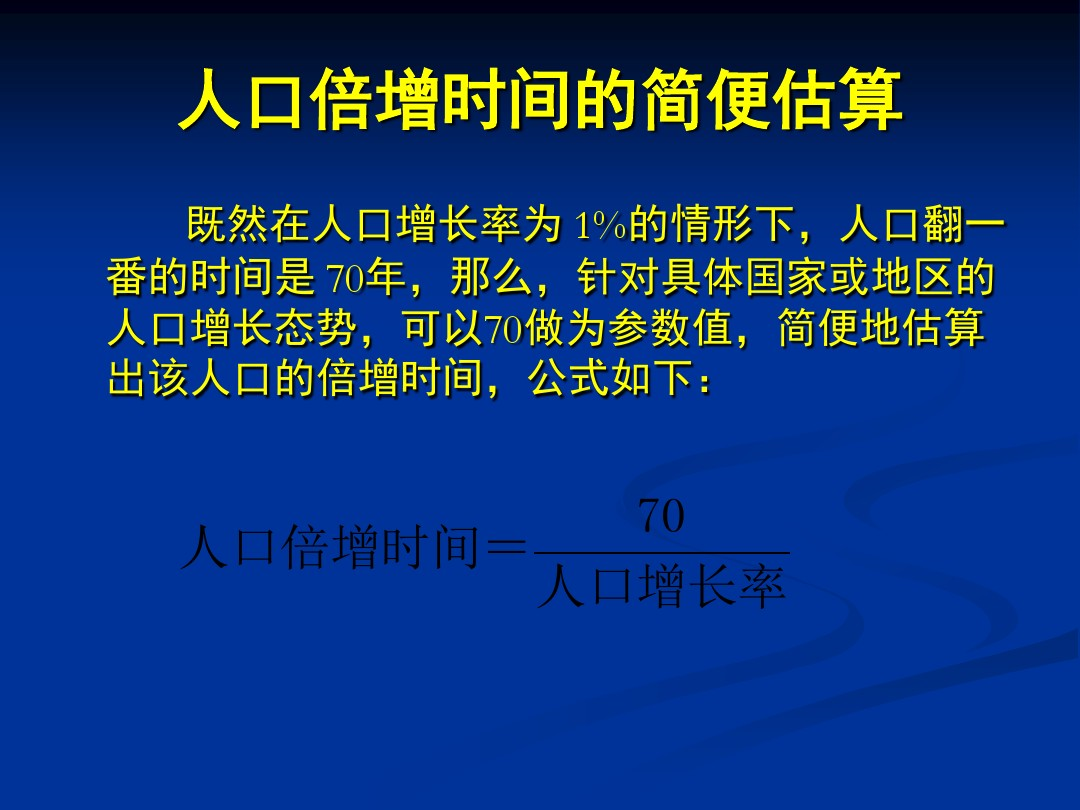 人口倍增时间的简便估算
既然在人口增长率为1%的情形下，人口翻一
番的时间是70年，那么，针对具体国家或地区的
人口增长态势，可以70做为参数值，简便地估算
出该人口的倍增时间，公式如下：
70
人口倍增时间＝
人口增长率